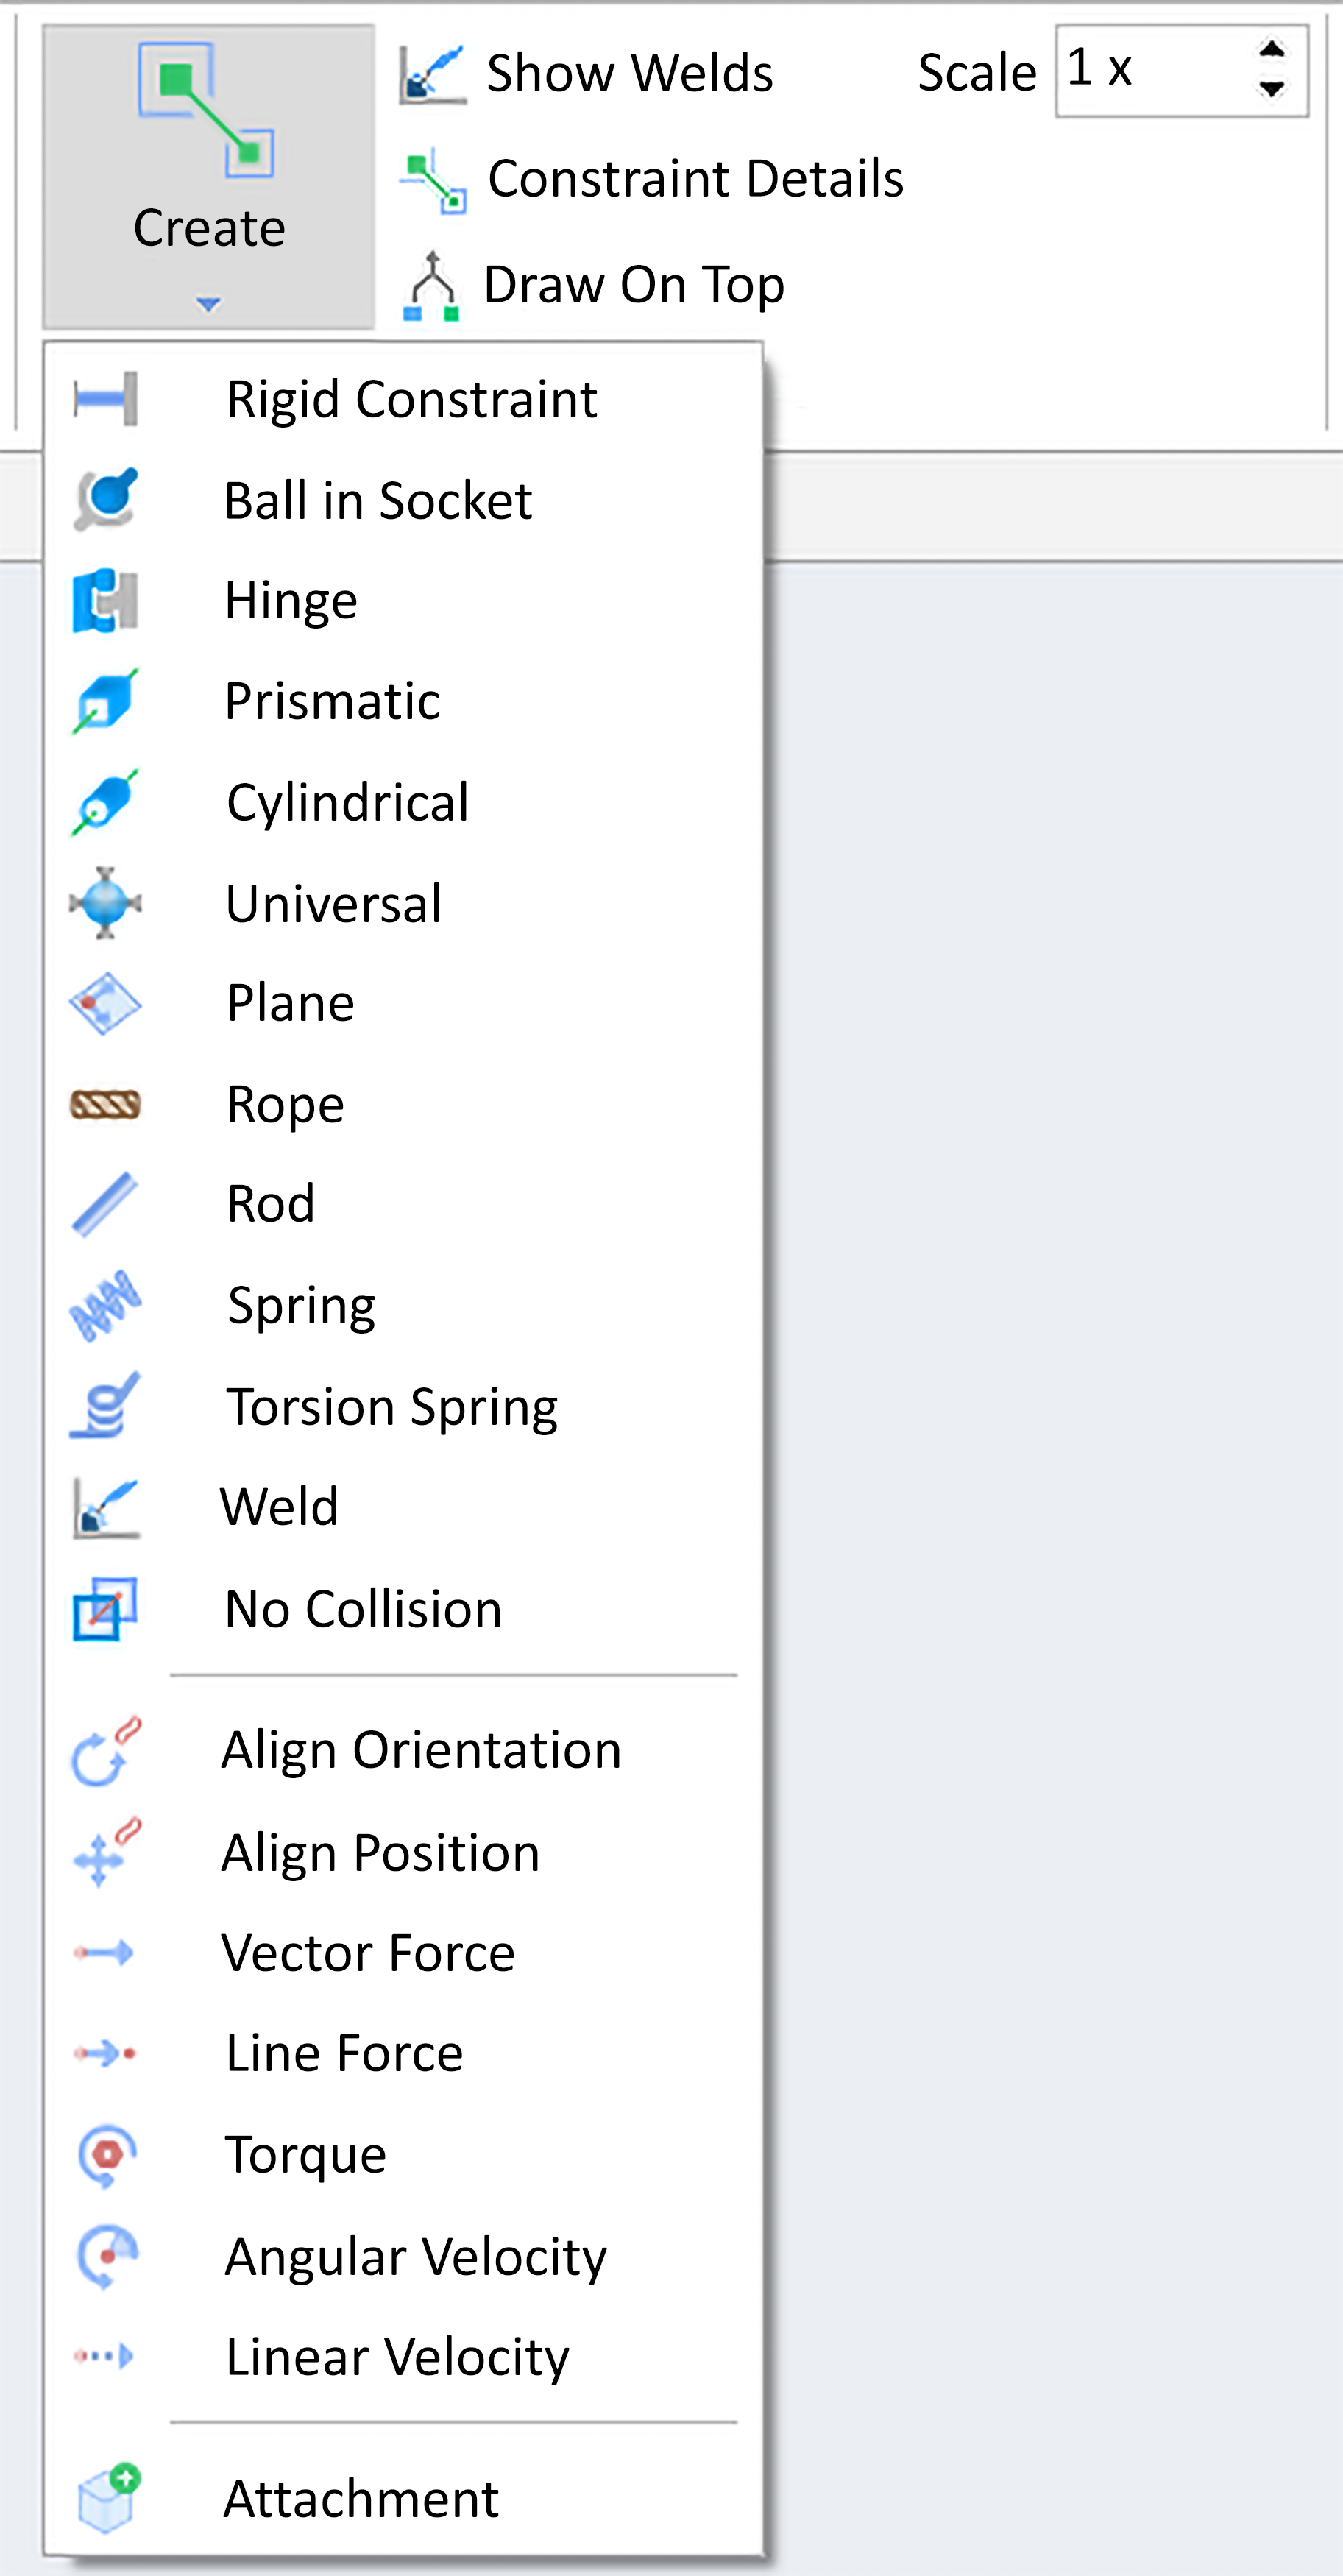 Create
Show Welds
Scale 1 x
Constraint Details
Draw On Top
Rigid Constraint
Ball in Socket
Hinge
Prismatic
Cylindrical
Universal
Plane
Rope
Rod
Spring
Torsion Spring
Weld
No Collision
Align Orientation
Align Position
Vector Force
Line Force
Torque
Angular Velocity
Linear Velocity
Attachment